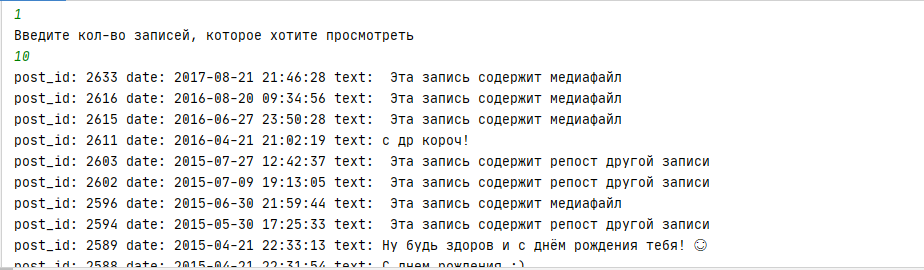 1
Введите кол-во записей, которое хотите просмотреть
10
post_id: 2633 date: 2017-08-21 21:46:28 text:  Эта запись содержит медиафайл
post_id: 2616 date: 2016-08-20 09:34:56 text:  Эта запись содержит медиафайл
post_id: 2615 date: 2016-06-27 23:50:28 text:  Эта запись содержит медиафайл
post_id: 2611 date: 2016-04-21 21:02:19 text: с др короч!
post_id: 2603 date: 2015-07-27 12:42:37 text:  Эта запись содержит репост другой записи
post_id: 2602 date: 2015-07-09 19:13:05 text:  Эта запись содержит репост другой записи
post_id: 2596 date: 2015-06-30 21:59:44 text:  Эта запись содержит медиафайл
post_id: 2594 date: 2015-05-30 17:25:33 text:  Эта запись содержит репост другой записи
post_id: 2589 date: 2015-04-21 22:33:13 text: Ну будь здоров и с днём рождения тебя! 😊
post_id: 2588 date: 2015-04-21 22:31:54 text: С днем рождения :)